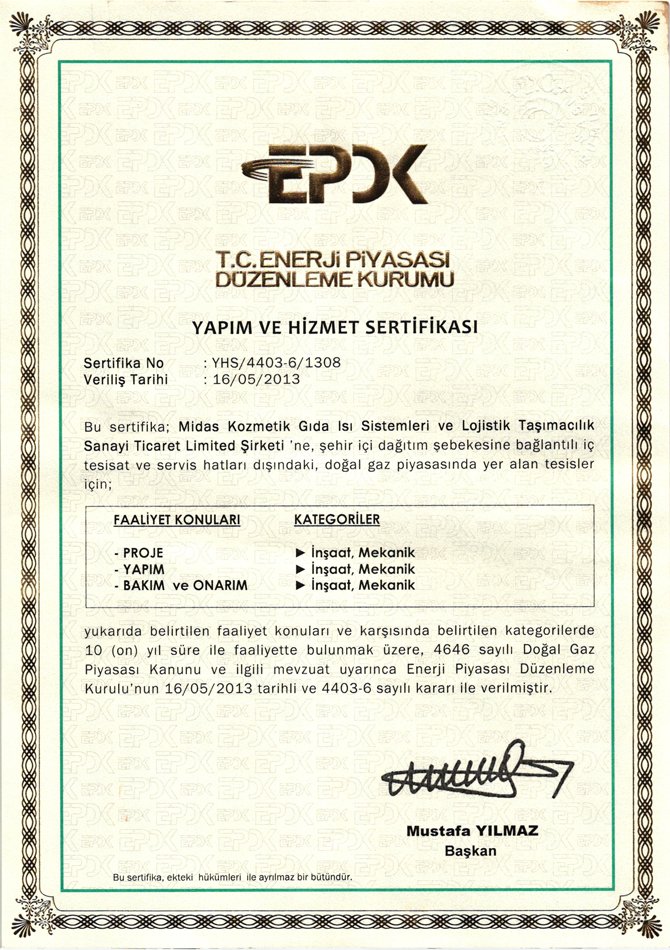 EPDK
T.C. ENERJi PiYASASI
DÜZENLEME KURUMU
YAPIM VE HİZMET SERTİFİKASI
Sertifika No : YHS/4403-6/1308
Veriliş Tarihi : 16/05/2013
Bu sertifika; Midas Kozmetik Gıda Isı Sistemleri ve Lojistik Taşımacılık
Sanayi Ticaret Limited Şirketi 'ne, şehir içi dağıtım şebekesine bağlantılı iç
tesisat ve servis hatları dışındaki, doğal gaz piyasasında yer alan tesisler
için;
FAALİYET KONULARI KATEGORİLER
- PROJE ► İnşaat, Mekanik
- YAPIM ► İnşaat, Mekanik
- BAKIM ve ONARIM ► İnşaat, Mekanik
yukarıda belirtilen faaliyet konuları ve karşısında belirtilen kategorilerde
10 (on) yıl süre ile faaliyette bulunmak üzere, 4646 sayılı Doğal Gaz
Piyasası Kanunu ve ilgili mevzuat uyarınca Enerji Piyasası Düzenleme
Kurulu'nun 16/05/2013 tarihli ve 4403-6 sayılı kararı ile verilmiştir.
Mustafa YILMAZ
Başkan
Bu sertifika, ekteki hükümleri ile ayrılmaz bir bütündür.